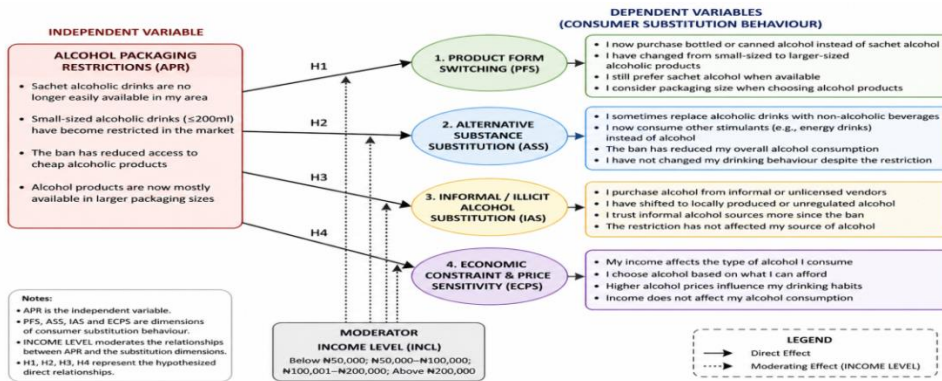 INDEPENDENT VARIABLE
ALCOHOL PACKAGING
RESTRICTIONS (APR)
• Sachet alcoholic drinks are no
longer easily available in my
area
• Small-sized alcoholic drinks (≤200ml)
have become restricted in the
market
• The ban has reduced access to
cheap alcoholic products
• Alcohol products are now mostly
available in larger packaging sizes
H1
H2
H3
H4
DEPENDENT VARIABLES
(CONSUMER SUBSTITUTION BEHAVIOUR)
1. PRODUCT FORM
SWITCHING (PFS)
• I now purchase bottled or canned alcohol instead of sachet alcohol
• I have changed from small-sized to larger-sized
alcoholic products
• I still prefer sachet alcohol when available
• I consider packaging size when choosing alcohol products
2. ALTERNATIVE
SUBSTANCE
SUBSTITUTION (ASS)
• I sometimes replace alcoholic drinks with non-alcoholic beverages
• I now consume other stimulants (e.g., energy drinks)
instead of alcohol
• The ban has reduced my overall alcohol consumption
• I have not changed my drinking behaviour despite the restriction
3. INFORMAL / ILLICIT
ALCOHOL
SUBSTITUTION (IAS)
• I purchase alcohol from informal or unlicensed vendors
• I have shifted to locally produced or unregulated alcohol
• I trust informal alcohol sources more since the ban
• The restriction has not affected my source of alcohol
4. ECONOMIC
CONSTRAINT & PRICE
SENSITIVITY (ECPS)
• My income affects the type of alcohol I consume
• I choose alcohol based on what I can afford
• Higher alcohol prices influence my drinking habits
• Income does not affect my alcohol consumption
Notes:
• APR is the independent variable.
• PFS, ASS, IAS and ECPS are dimensions
of consumer substitution behaviour.
• INCOME LEVEL moderates the relationships
between APR and the substitution dimensions.
• H1, H2, H3, H4 represent the hypothesized
direct relationships.
MODERATOR
INCOME LEVEL (INCL)
Below ₦50,000; ₦50,000–₦100,000;
₦100,001–₦200,000; Above ₦200,000
LEGEND
Direct Effect
Moderating Effect (INCOME LEVEL)